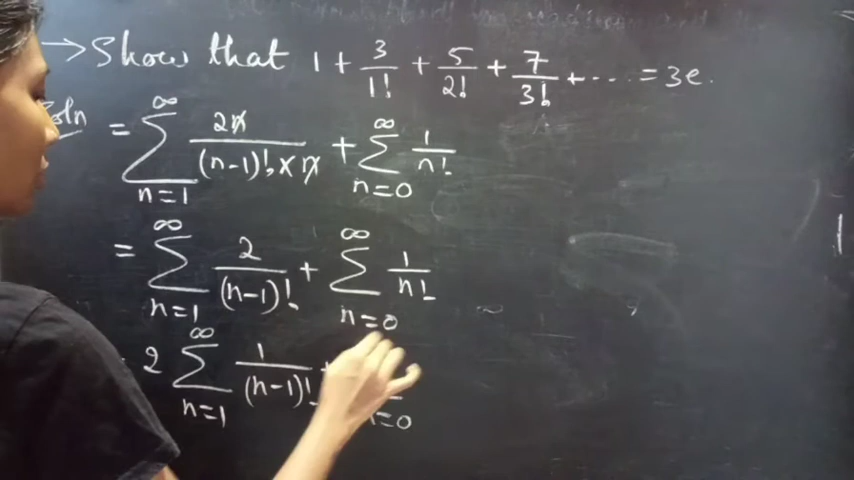 → Show that 1 + 3/1! + 5/2! + 7/3! + ---- = 3e.
Soln = ∞ ∑ n=1 2n/(n-1)! × n + ∞ ∑ n=0 1/n!
= ∞ ∑ n=1 2/(n-1)! + ∞ ∑ n=0 1/n!
2 ∞ ∑ n=1 1/(n-1)! n=0